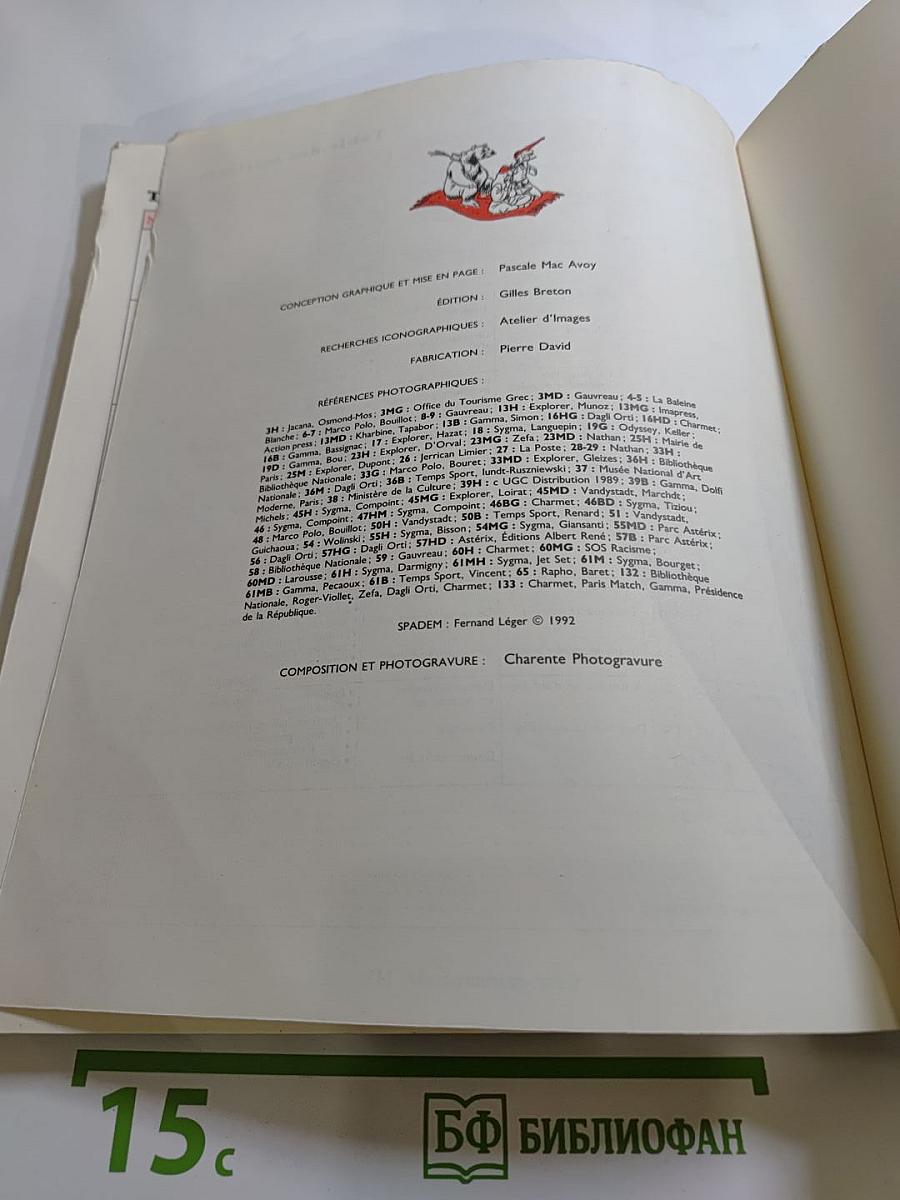 CONCEPTION GRAPHIQUE ET MISE EN PAGE : Pascale Mac Avoy
ÉDITION : Gilles Breton
RECHERCHES ICONOGRAPHIQUES : Atelier d'Images
FABRICATION : Pierre David
RÉFÉRENCES PHOTOGRAPHIQUES :
3H : Jacana, Osmond-Mos ; 3MG : Office du Tourisme Grec ; 3MD : Gauvreau ; 4-5 : La Baleine
Blanche ; 6-7 : Marco Polo, Bouillot ; 8-9 : Gauvreau ; 13H : Explorer, Munoz ; 13MG : Imapress,
Action press ; 13MD : Kharbine, Tapabor ; 13B : Gamma, Simon ; 16HG : Dagli Orti ; 16HD : Charmet ;
16B : Gamma, Bassignac ; 17 : Explorer, Hazat ; 18 : Sygma, Languepin ; 19G : Odyssey, Keller ;
19D : Gamma, Bou ; 23H : Explorer, D'Orval ; 23MG : Zefa ; 23MD : Nathan ; 25H : Mairie de
Paris ; 25M : Explorer, Dupont ; 26 : Jerrican Limier ; 27 : La Poste ; 28-29 : Nathan ; 33H :
Bibliothèque Nationale ; 33G : Marco Polo, Bouret ; 33MD : Explorer, Gleizes ; 36H : Bibliothèque
Nationale ; 36M : Dagli Orti ; 36B : Temps Sport, Iundt-Ruszniewski ; 37 : Musée National d'Art
Moderne, Paris ; 38 : Ministère de la Culture ; 39H : c UGC Distribution 1989 ; 39B : Gamma, Dolfi
Michels ; 45H : Sygma, Compoint ; 45MG : Explorer, Loirat ; 45MD : Vandystadt, Marchdt ;
46 : Sygma, Compoint ; 47HM : Sygma, Compoint ; 46BG : Charmet ; 46BD : Sygma, Tiziou ;
48 : Marco Polo, Bouillot ; 50H : Vandystadt ; 50B : Temps Sport, Renard ; 51 : Vandystadt,
Guichaoua ; 54 : Wolinski ; 55H : Sygma, Bisson ; 54MG : Sygma, Giansanti ; 55MD : Parc Astérix ;
56 : Dagli Orti ; 57HG : Dagli Orti ; 57HD : Astérix, Éditions Albert René ; 57B : Parc Astérix ;
58 : Bibliothèque Nationale ; 59 : Gauvreau ; 60H : Charmet ; 60MG : SOS Racisme ;
60MD : Larousse ; 61H : Sygma, Darmigny ; 61MH : Sygma, Jet Set ; 61M : Sygma, Bourget ;
61MB : Gamma, Pecaoux ; 61B : Temps Sport, Vincent ; 65 : Rapho, Baret ; 132 : Bibliothèque
Nationale, Roger-Viollet, Zefa, Dagli Orti, Charmet ; 133 : Charmet, Paris Match, Gamma, Présidence
de la République.
SPADEM : Fernand Léger © 1992
COMPOSITION ET PHOTOGRAVURE : Charente Photogravure
15 c
БФ БИБЛИОФАН